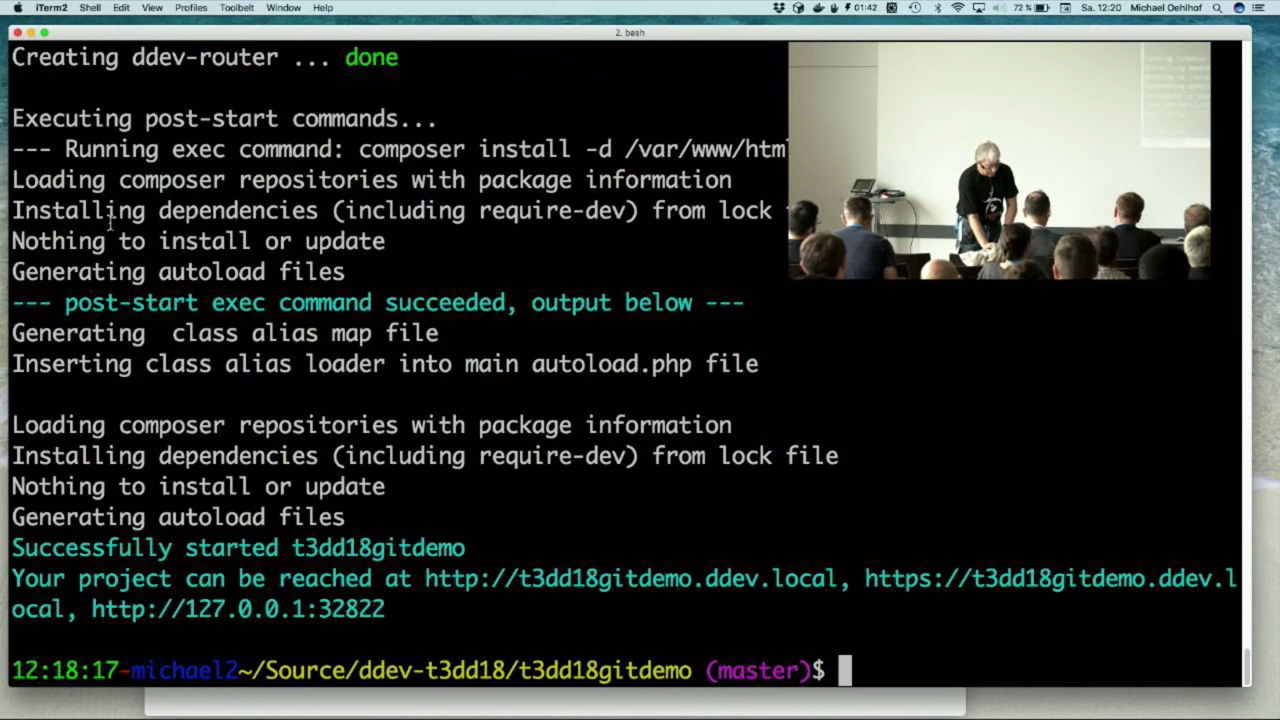 iTerm2 Shell Edit View Profiles Toolbelt Window Help 01:42 72 % Sa. 12:20 Michael Oehlhof
2. bash
Creating ddev-router ... done
Executing post-start commands...
--- Running exec command: composer install -d /var/www/html
Loading composer repositories with package information
Installing dependencies (including require-dev) from lock
Nothing to install or update
Generating autoload files
--- post-start exec command succeeded, output below ---
Generating  class alias map file
Inserting class alias loader into main autoload.php file
Loading composer repositories with package information
Installing dependencies (including require-dev) from lock file
Nothing to install or update
Generating autoload files
Successfully started t3dd18gitdemo
Your project can be reached at http://t3dd18gitdemo.ddev.local, https://t3dd18gitdemo.ddev.l
ocal, http://127.0.0.1:32822
12:18:17-michael2~/Source/ddev-t3dd18/t3dd18gitdemo (master)$